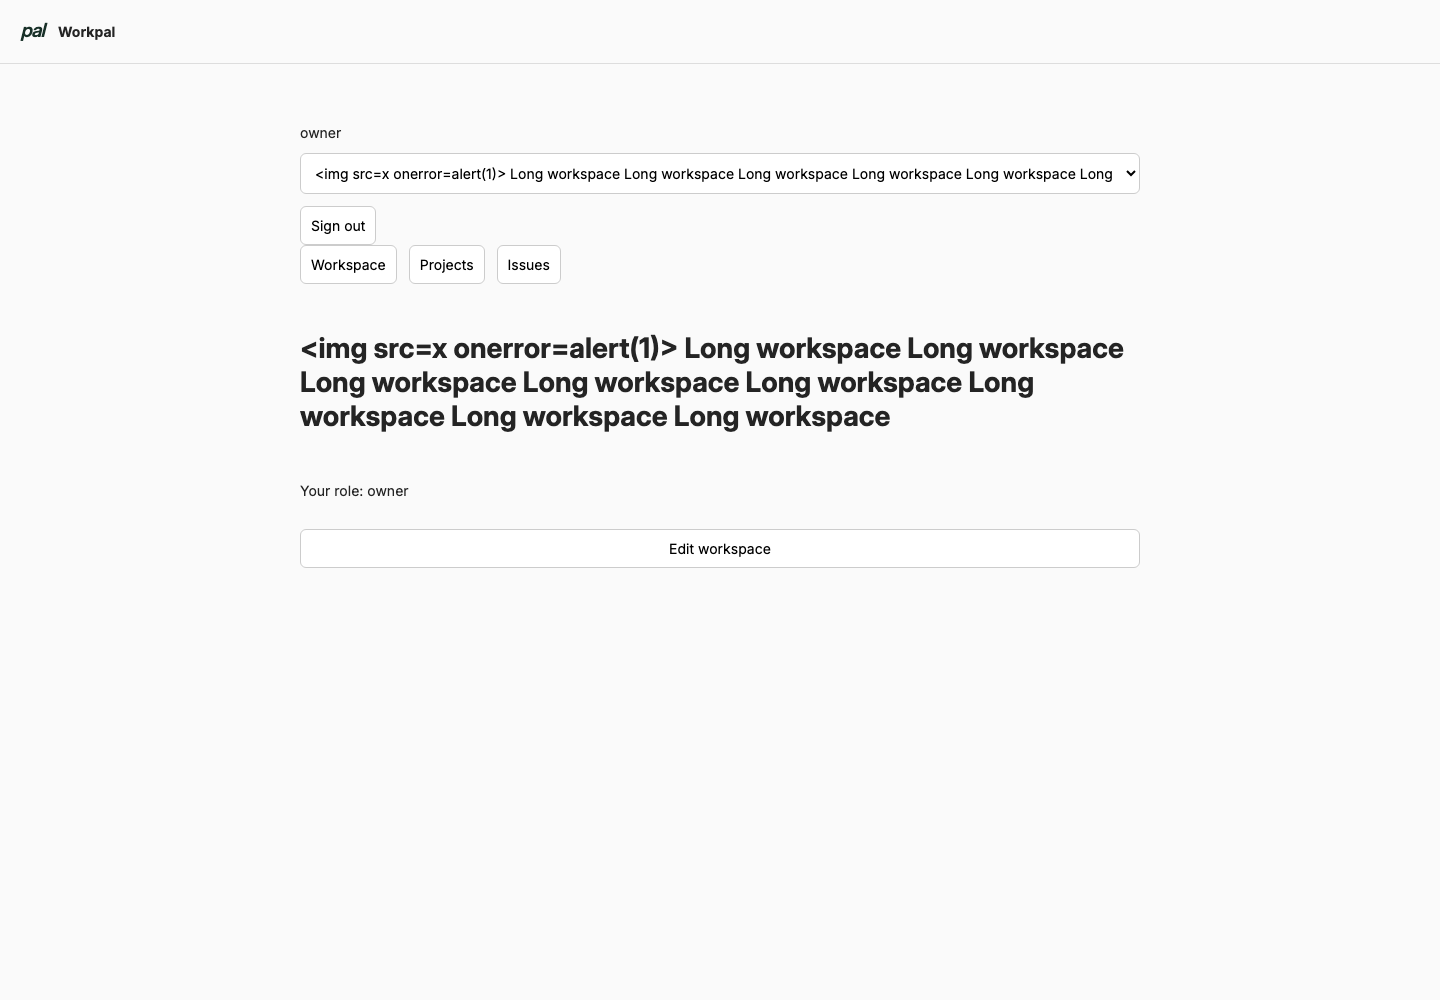 pal Workpal
owner
<img src=x onerror=alert(1)> Long workspace Long workspace Long workspace Long workspace Long workspace Long
Sign out
Workspace Projects Issues
<img src=x onerror=alert(1)> Long workspace Long workspace
Long workspace Long workspace Long workspace Long
workspace Long workspace Long workspace
Your role: owner
Edit workspace